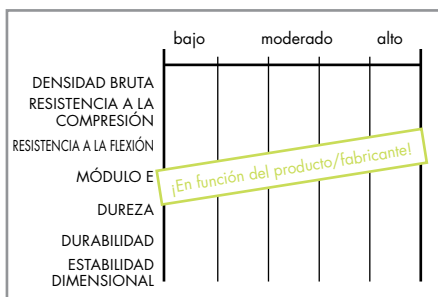 bajo moderado alto
DENSIDAD BRUTA
RESISTENCIA A LA
COMPRESIÓN
RESISTENCIA A LA FLEXIÓN
¡En función del producto/fabricante!
MÓDULO E
DUREZA
DURABILIDAD
ESTABILIDAD
DIMENSIONAL